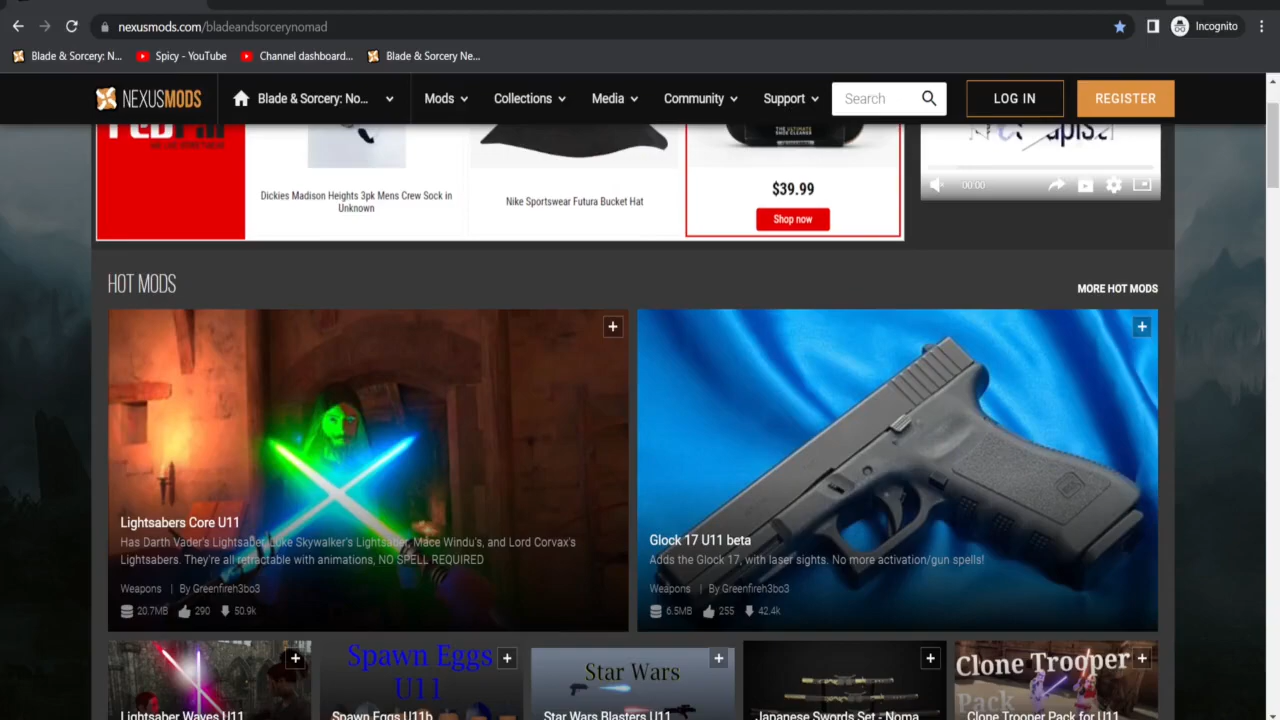 nexusmods.com/bladeandsorcerynomad
Incognito
Blade & Sorcery: N...
Spicy - YouTube
Channel dashboard...
Blade & Sorcery Ne...
NEXUSMODS
Blade & Sorcery: No...
Mods
Collections
Media
Community
Support
Search
LOG IN
REGISTER
Dickies Madison Heights 3pk Mens Crew Sock in
Unknown
Nike Sportswear Futura Bucket Hat
THE ULTIMATE
SHOE CLEANER
$39.99
Shop now
00:00
HOT MODS
MORE HOT MODS
Lightsabers Core U11
Has Darth Vader's Lightsaber, Luke Skywalker's Lightsaber, Mace Windu's, and Lord Corvax's
Lightsabers. They're all retractable with animations, NO SPELL REQUIRED
Weapons | By Greenfireh3bo3
20.7MB 290 50.9k
Glock 17 U11 beta
Adds the Glock 17, with laser sights. No more activation/gun spells!
Weapons | By Greenfireh3bo3
6.5MB 255 42.4k
Spawn Eggs
U11
Star Wars
Clone Trooper
Pack
Lightsaber Waves U11
Spawn Eggs U11b
Star Wars Blasters U11
Japanese Swords Set - Noma
Clone Trooper Pack for U11